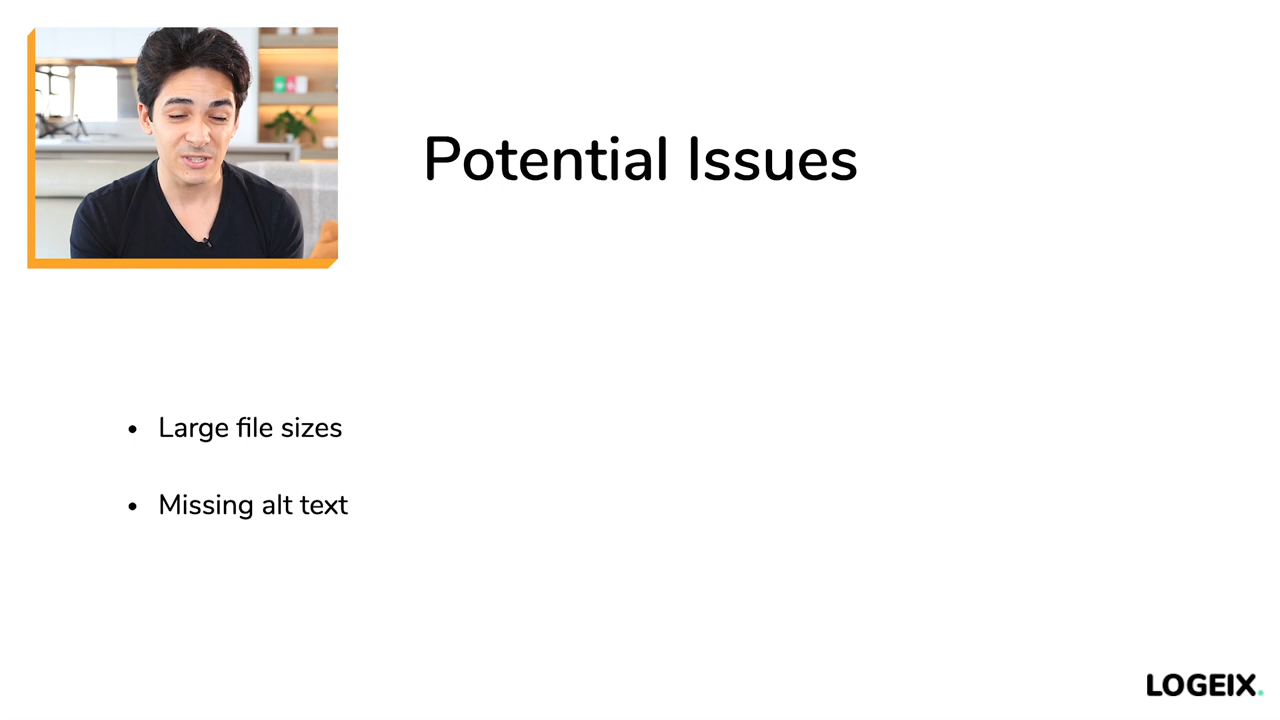 Potential Issues
• Large file sizes
• Missing alt text
LOGEIX.